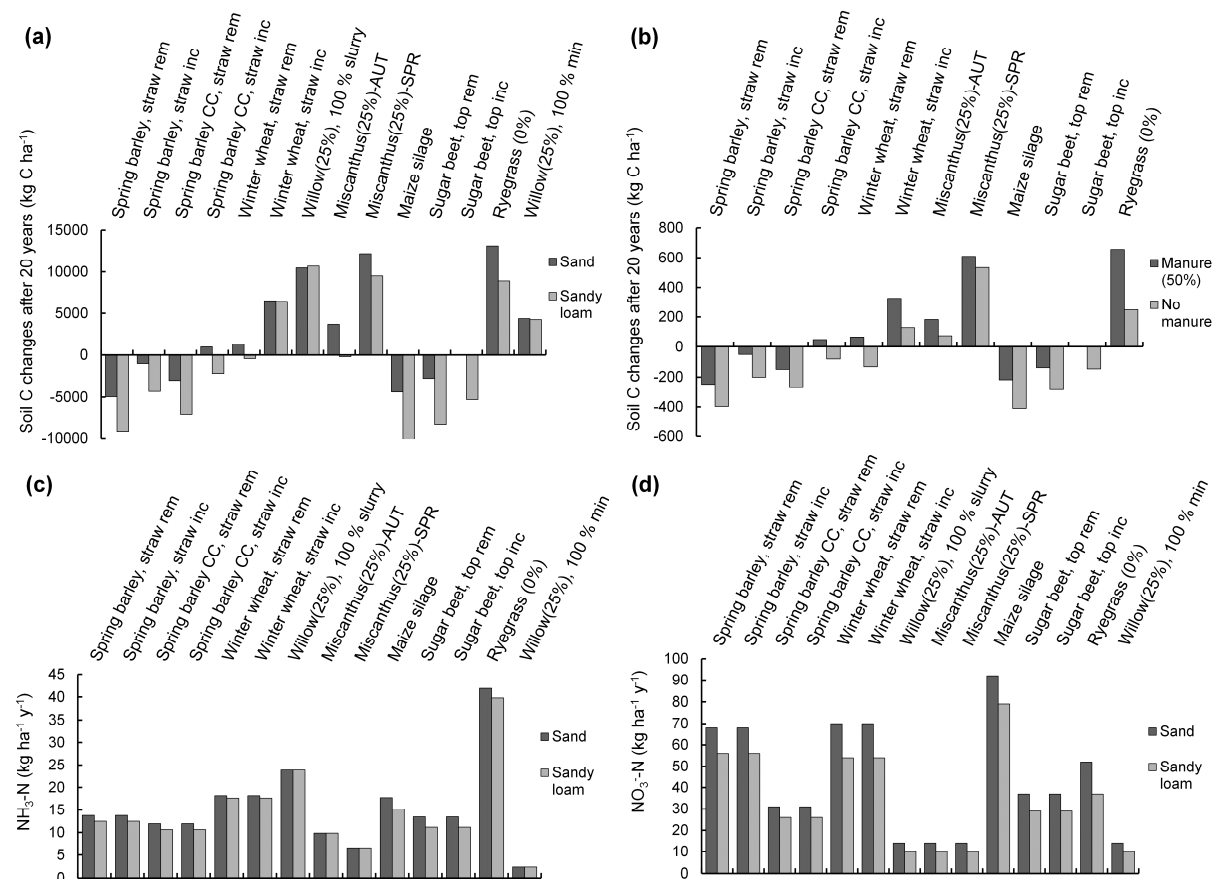 (a)
Spring barley, straw rem
Spring barley, straw inc
Spring barley CC, straw rem
Spring barley CC, straw inc
Winter wheat, straw rem
Winter wheat, straw inc
Willow(25%), 100 % slurry
Miscanthus(25%)-AUT
Miscanthus(25%)-SPR
Maize silage
Sugar beet, top rem
Sugar beet, top inc
Ryegrass (0%)
Willow(25%), 100 % min
Soil C changes after 20 years (kg C ha⁻¹)
15000
10000
5000
0
-5000
-10000
Sand
Sandy
loam
(b)
Spring barley, straw rem
Spring barley, straw inc
Spring barley CC, straw rem
Spring barley CC, straw inc
Winter wheat, straw rem
Winter wheat, straw inc
Miscanthus(25%)-AUT
Miscanthus(25%)-SPR
Maize silage
Sugar beet, top rem
Sugar beet, top inc
Ryegrass (0%)
Soil C changes after 20 years (kg C ha⁻¹)
800
600
400
200
0
-200
-400
-600
Manure
(50%)
No
manure
(c)
Spring barley, straw rem
Spring barley, straw inc
Spring barley CC, straw rem
Spring barley CC, straw inc
Winter wheat, straw rem
Winter wheat, straw inc
Willow(25%), 100 % slurry
Miscanthus(25%)-AUT
Miscanthus(25%)-SPR
Maize silage
Sugar beet, top rem
Sugar beet, top inc
Ryegrass (0%)
Willow(25%), 100 % min
NH₃-N (kg ha⁻¹ y⁻¹)
45
40
35
30
25
20
15
10
5
0
Sand
Sandy
loam
(d)
Spring barley, straw rem
Spring barley, straw inc
Spring barley CC, straw rem
Spring barley CC, straw inc
Winter wheat, straw rem
Winter wheat, straw inc
Willow(25%), 100 % slurry
Miscanthus(25%)-AUT
Miscanthus(25%)-SPR
Maize silage
Sugar beet, top rem
Sugar beet, top inc
Ryegrass (0%)
Willow(25%), 100 % min
NO₃⁻-N (kg ha⁻¹ y⁻¹)
100
90
80
70
60
50
40
30
20
10
0
Sand
Sandy
loam